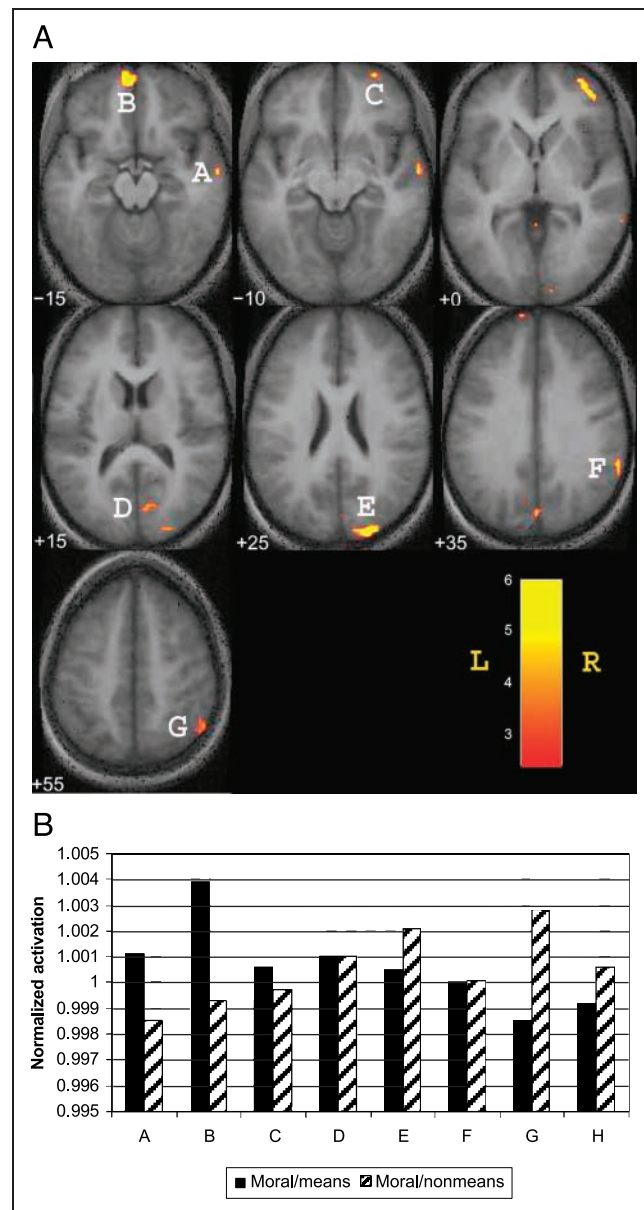 A
B
A
-15
C
-10
+0
D
+15
E
+25
F
+35
G
+55
L
R
6
5
4
3
B
Normalized activation
1.005
1.004
1.003
1.002
1.001
1
0.999
0.998
0.997
0.996
0.995
A B C D E F G H
Moral/means Moral/nonmeans